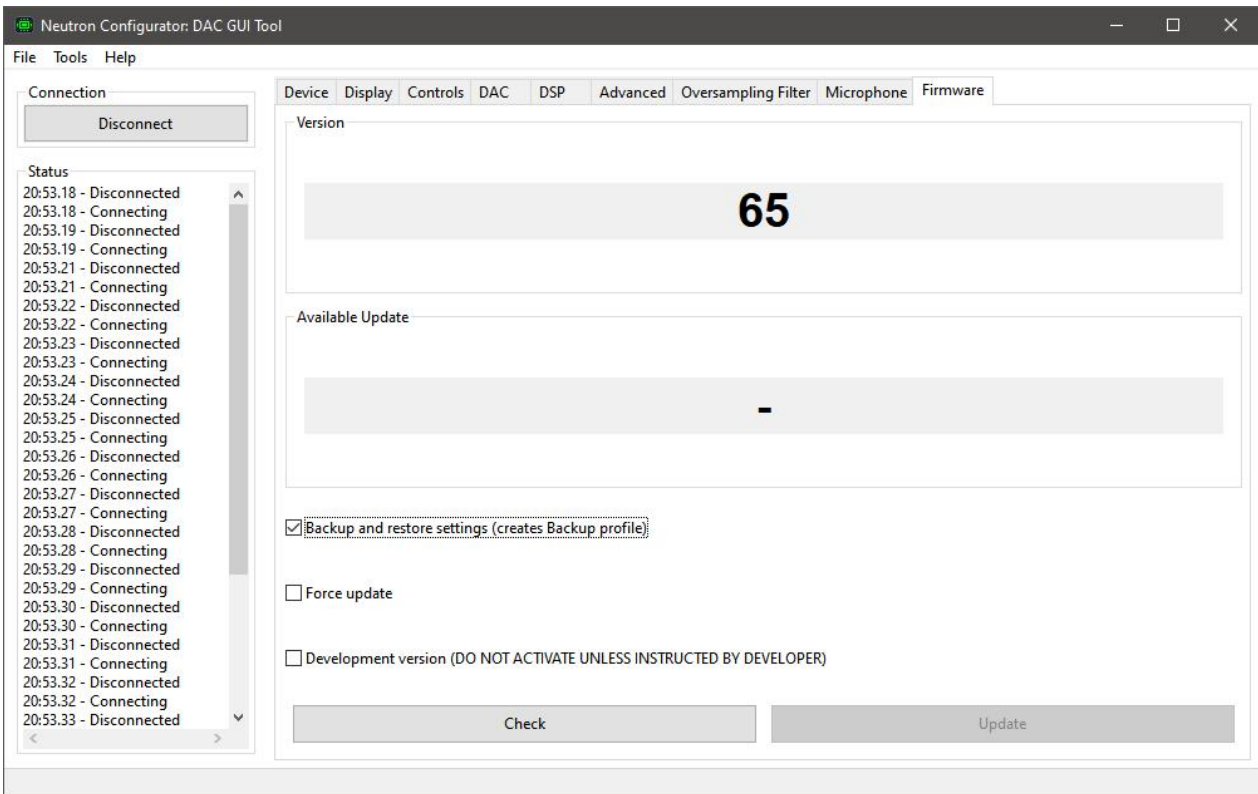 Neutron Configurator: DAC GUI Tool
File Tools Help
Connection
Disconnect
Status
20:53.18 - Disconnected
20:53.18 - Connecting
20:53.19 - Disconnected
20:53.19 - Connecting
20:53.21 - Disconnected
20:53.21 - Connecting
20:53.22 - Disconnected
20:53.22 - Connecting
20:53.23 - Disconnected
20:53.23 - Connecting
20:53.24 - Disconnected
20:53.24 - Connecting
20:53.25 - Disconnected
20:53.25 - Connecting
20:53.26 - Disconnected
20:53.26 - Connecting
20:53.27 - Disconnected
20:53.27 - Connecting
20:53.28 - Disconnected
20:53.28 - Connecting
20:53.29 - Disconnected
20:53.29 - Connecting
20:53.30 - Disconnected
20:53.30 - Connecting
20:53.31 - Disconnected
20:53.31 - Connecting
20:53.32 - Disconnected
20:53.32 - Connecting
20:53.33 - Disconnected
Device Display Controls DAC DSP Advanced Oversampling Filter Microphone Firmware
Version
65
Available Update
-
Backup and restore settings (creates Backup profile)
Force update
Development version (DO NOT ACTIVATE UNLESS INSTRUCTED BY DEVELOPER)
Check Update